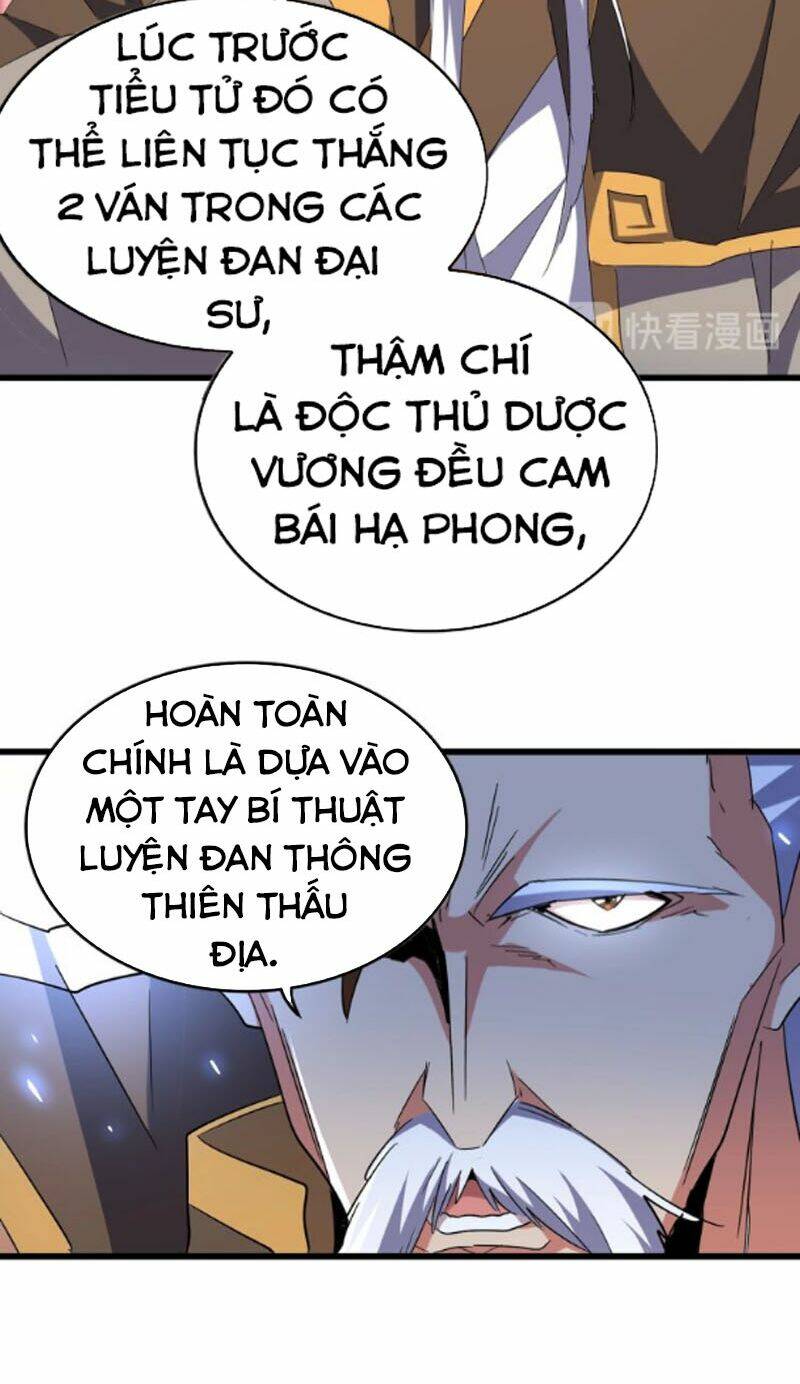 LÚC TRƯỚC
TIỂU TỬ ĐÓ CÓ
THỂ LIÊN TỤC THẮNG
2 VÁN TRONG CÁC
LUYỆN ĐAN ĐẠI
SƯ,
快看漫画
THẬM CHÍ
LÀ ĐỘC THỦ DƯỢC
VƯƠNG ĐỀU CAM
BÁI HẠ PHONG,
HOÀN TOÀN
CHÍNH LÀ DỰA VÀO
MỘT TAY BÍ THUẬT
LUYỆN ĐAN THÔNG
THIÊN THẤU
ĐỊA.